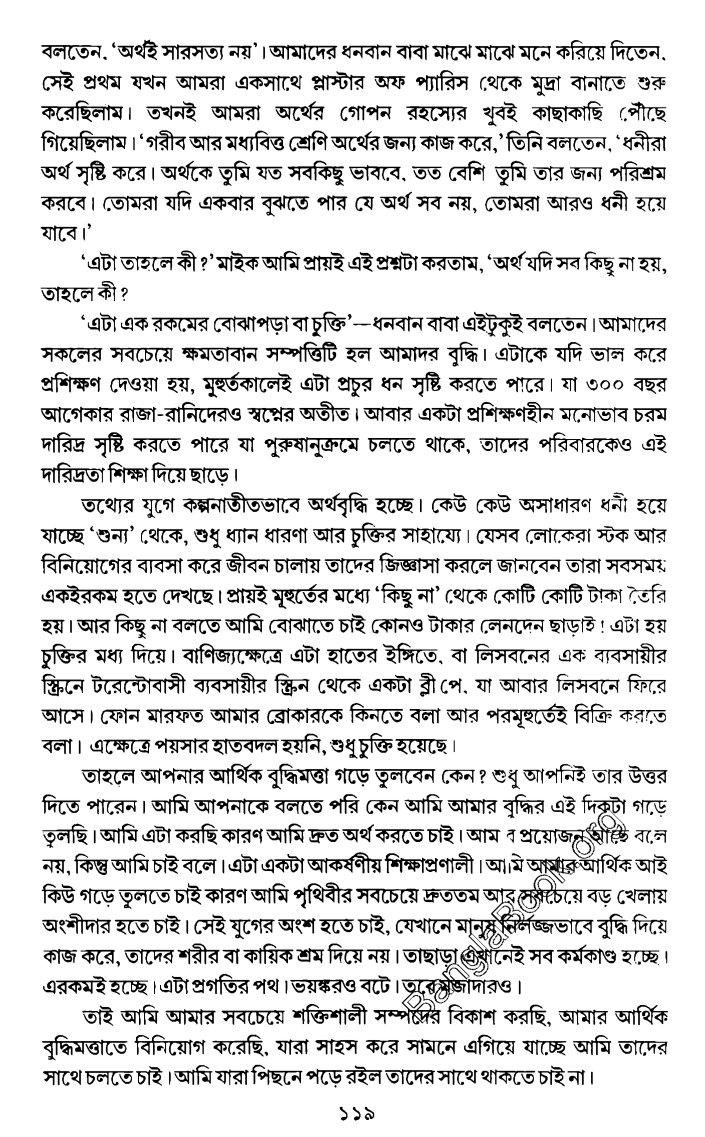 বলতেন, ‘অর্থই সারসত্য নয়’। আমাদের ধনবান বাবা মাঝে মাঝে মনে করিয়ে দিতেন,
সেই প্রথম যখন আমরা একসাথে প্লাস্টার অফ প্যারিস থেকে মুদ্রা বানাতে শুরু
করেছিলাম। তখনই আমরা অর্থের গোপন রহস্যের খুবই কাছাকাছি পৌঁছে
গিয়েছিলাম। ‘গরীব আর মধ্যবিত্ত শ্রেণি অর্থের জন্য কাজ করে,’ তিনি বলতেন, ‘ধনীরা
অর্থ সৃষ্টি করে। অর্থকে তুমি যত সবকিছু ভাববে, তত বেশি তুমি তার জন্য পরিশ্রম
করবে। তোমরা যদি একবার বুঝতে পার যে অর্থ সব নয়, তোমরা আরও ধনী হয়ে
যাবে।’
‘এটা তাহলে কী?’ মাইক আমি প্রায়ই এই প্রশ্নটা করতাম, ‘অর্থ যদি সব কিছু না হয়,
তাহলে কী?
‘এটা এক রকমের বোঝাপড়া বা চুক্তি’—ধনবান বাবা এইটুকুই বলতেন। আমাদের
সকলের সবচেয়ে ক্ষমতাবান সম্পত্তিটি হল আমাদর বুদ্ধি। এটাকে যদি ভাল করে
প্রশিক্ষণ দেওয়া হয়, মুহুর্তকালেই এটা প্রচুর ধন সৃষ্টি করতে পারে। যা ৩০০ বছর
আগেকার রাজা-রানিদেরও স্বপ্নের অতীত। আবার একটা প্রশিক্ষণহীন মনোভাব চরম
দারিদ্র সৃষ্টি করতে পারে যা পুরুষানুক্রমে চলতে থাকে, তাদের পরিবারকেও এই
দারিদ্রতা শিক্ষা দিয়ে ছাড়ে।
তথ্যের যুগে কল্পনাতীতভাবে অর্থবৃদ্ধি হচ্ছে। কেউ কেউ অসাধারণ ধনী হয়ে
যাচ্ছে ‘শুন্য’ থেকে, শুধু ধ্যান ধারণা আর চুক্তির সাহায্যে। যেসব লোকেরা স্টক আর
বিনিয়োগের ব্যবসা করে জীবন চালায় তাদের জিজ্ঞাসা করলে জানবেন তারা সবসময়
একইরকম হতে দেখছে। প্রায়ই মূহুর্তের মধ্যে ‘কিছু না’ থেকে কোটি কোটি টাকা তৈরি
হয়। আর কিছু না বলতে আমি বোঝাতে চাই কোনও টাকার লেনদেন ছাড়াই! এটা হয়
চুক্তির মধ্য দিয়ে। বাণিজ্যক্ষেত্রে এটা হাতের ইঙ্গিতে, বা লিসবনের এক ব্যবসায়ীর
স্ক্রিনে টরেন্টোবাসী ব্যবসায়ীর স্ক্রিন থেকে একটা ব্লী পে, যা আবার লিসবনে ফিরে
আসে। ফোন মারফত আমার ব্রোকারকে কিনতে বলা আর পরমূহুর্তেই বিক্রি করতে
বলা। এক্ষেত্রে পয়সার হাতবদল হয়নি, শুধু চুক্তি হয়েছে।
তাহলে আপনার আর্থিক বুদ্ধিমত্তা গড়ে তুলবেন কেন? শুধু আপনিই তার উত্তর
দিতে পারেন। আমি আপনাকে বলতে পরি কেন আমি আমার বুদ্ধির এই দিকটা গড়ে
তুলছি। আমি এটা করছি কারণ আমি দ্রুত অর্থ করতে চাই। আমার প্রয়োজন আছে বলে
নয়, কিন্তু আমি চাই বলে। এটা একটা আকর্ষণীয় শিক্ষাপ্রণালী। আমি আমার আর্থিক আই
কিউ গড়ে তুলতে চাই কারণ আমি পৃথিবীর সবচেয়ে দ্রুততম আর সবচেয়ে বড় খেলায়
অংশীদার হতে চাই। সেই যুগের অংশ হতে চাই, যেখানে মানুষ নির্লজ্জভাবে বুদ্ধি দিয়ে
কাজ করে, তাদের শরীর বা কায়িক শ্রম দিয়ে নয়। তাছাড়া এখানেই সব কর্মকাণ্ড হচ্ছে।
এরকমই হচ্ছে। এটা প্রগতির পথ। ভয়ঙ্করও বটে। তবে মজাদারও।
তাই আমি আমার সবচেয়ে শক্তিশালী সম্পদের বিকাশ করছি, আমার আর্থিক
বুদ্ধিমত্তাতে বিনিয়োগ করেছি, যারা সাহস করে সামনে এগিয়ে যাচ্ছে আমি তাদের
সাথে চলতে চাই। আমি যারা পিছনে পড়ে রইল তাদের সাথে থাকতে চাই না।
১১৯
BanglaBook.org